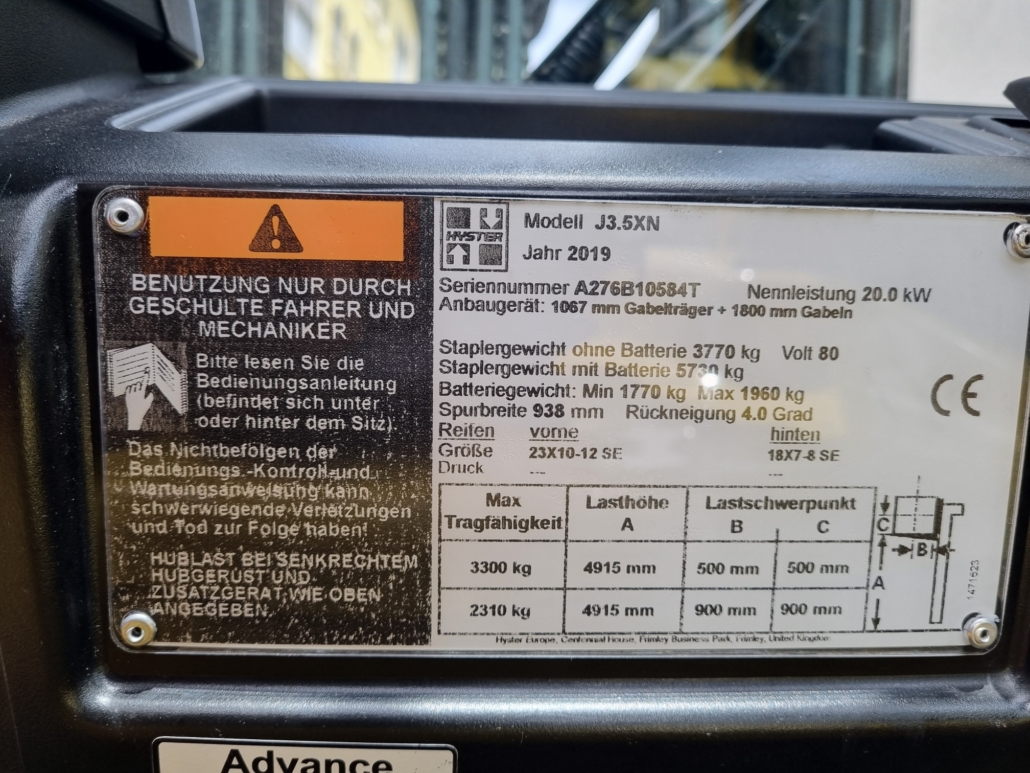 BENUTZUNG NUR DURCH
GESCHULTE FAHRER UND
MECHANIKER
Bitte lesen Sie die
Bedienungsanleitung
(befindet sich unter
oder hinter dem Sitz).
Das Nichtbefolgen der
Bedienungs-Kontroll-und
Wartungsanweisung kann
schwerwiegende Verletzungen
und Tod zur Folge haben!
HUBLAST BEI SENKRECHTEM
HUBGERÜST UND
ZUSATZGERÄT WIE OBEN
ANGEGEBEN
HYSTER
Modell J3.5XN
Jahr 2019
Seriennummer A276B10584T Nennleistung 20.0 kW
Anbaugerät: 1067 mm Gabelträger + 1800 mm Gabeln
Staplergewicht ohne Batterie 3770 kg Volt 80
Staplergewicht mit Batterie 5730 kg
Batteriegewicht: Min 1770 kg Max 1960 kg
Spurbreite 938 mm Rückneigung 4.0 Grad
CE
Reifen vorne hinten
Größe 23X10-12 SE 18X7-8 SE
Druck --- ---
Max Tragfähigkeit Lasthöhe A Lastschwerpunkt B C
3300 kg 4915 mm 500 mm 500 mm
2310 kg 4915 mm 900 mm 900 mm
C
B
A
1471623
Hyster Europe, Centennial House, Frimley Business Park, Frimley, United Kingdom
Advance